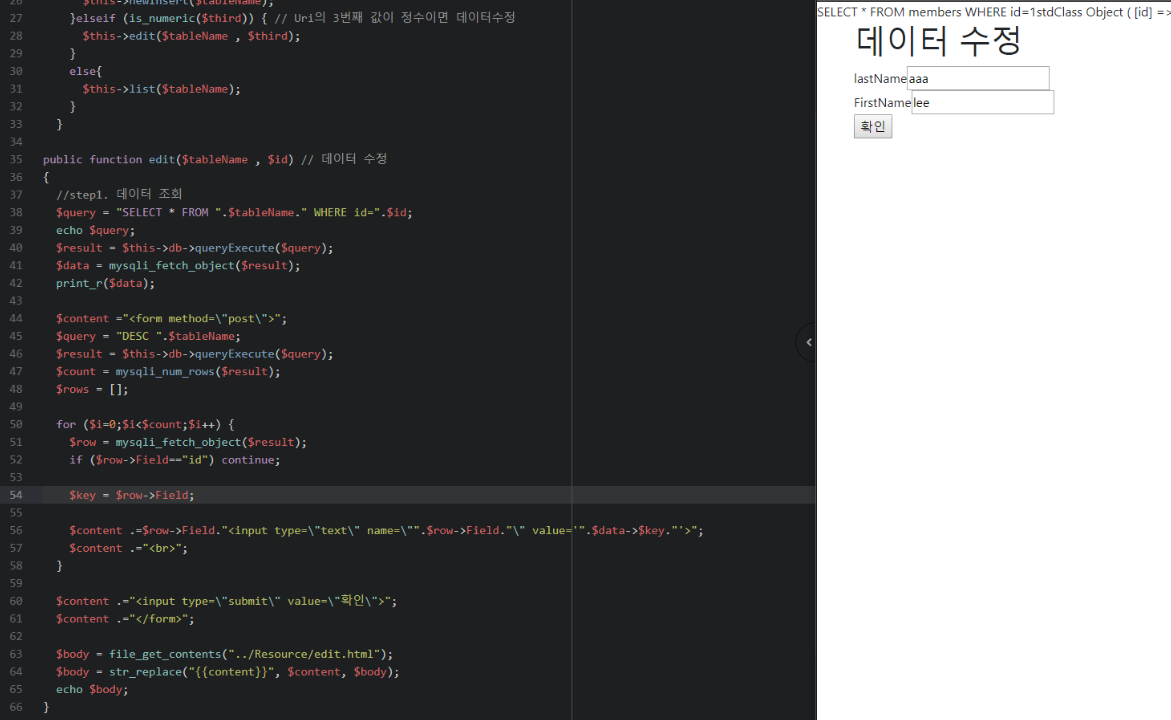 26 $this->newInsert($tableName);
27 }elseif (is_numeric($third)) { // Uri의 3번째 값이 정수이면 데이터수정
28 $this->edit($tableName , $third);
29 }
30 else{
31 $this->list($tableName);
32 }
33 }
34
35 public function edit($tableName , $id) // 데이터 수정
36 {
37 //step1. 데이터 조회
38 $query = "SELECT * FROM ".$tableName." WHERE id=".$id;
39 echo $query;
40 $result = $this->db->queryExecute($query);
41 $data = mysqli_fetch_object($result);
42 print_r($data);
43
44 $content ="<form method=\"post\">";
45 $query = "DESC ".$tableName;
46 $result = $this->db->queryExecute($query);
47 $count = mysqli_num_rows($result);
48 $rows = [];
49
50 for ($i=0;$i<$count;$i++) {
51 $row = mysqli_fetch_object($result);
52 if ($row->Field=="id") continue;
53
54 $key = $row->Field;
55
56 $content .=$row->Field."<input type=\"text\" name=\"".$row->Field."\" value='".$data->$key."'>";
57 $content .="<br>";
58 }
59
60 $content .="<input type=\"submit\" value=\"확인\">";
61 $content .="</form>";
62
63 $body = file_get_contents("../Resource/edit.html");
64 $body = str_replace("{{content}}", $content, $body);
65 echo $body;
66 }
SELECT * FROM members WHERE id=1stdClass Object ( [id] =>
데이터 수정
lastName aaa
FirstName lee
확인